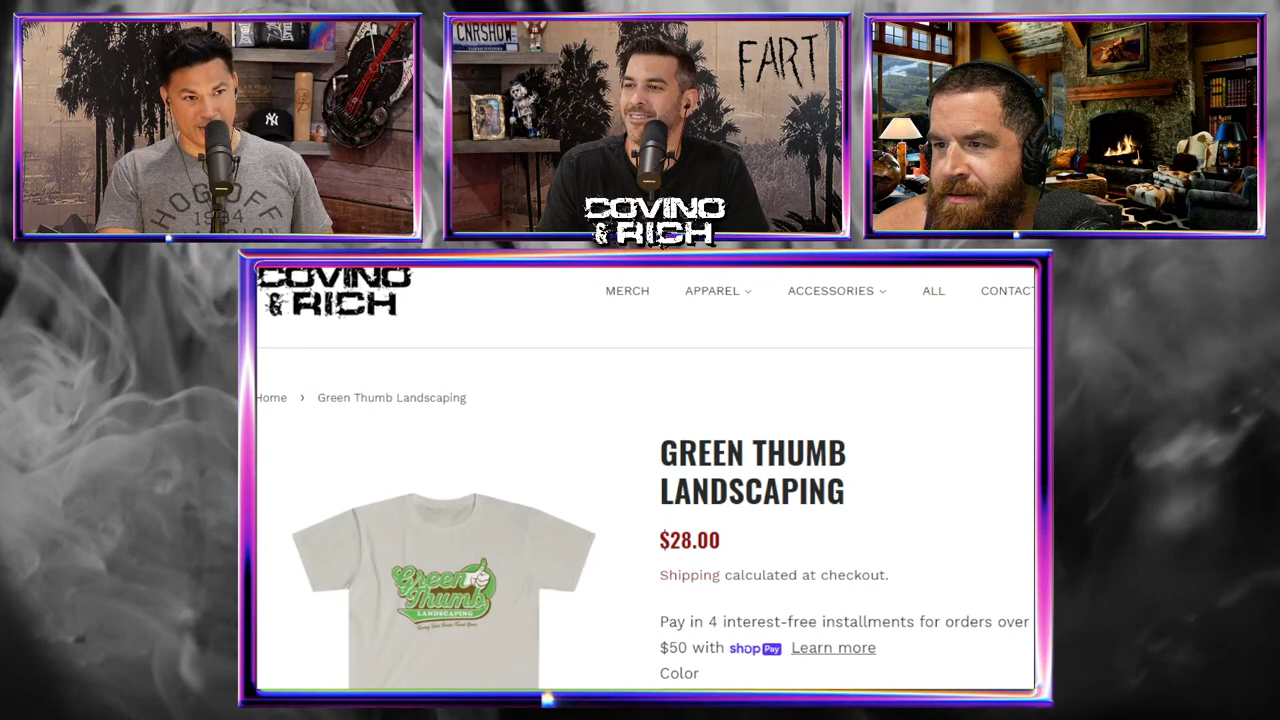 HOGOFF
1984
CNRSHOW
FART
COVINO
& RICH
COVINO
& RICH
MERCH
APPAREL
ACCESSORIES
ALL
CONTACT
Home › Green Thumb Landscaping
GREEN THUMB
LANDSCAPING
$28.00
Shipping calculated at checkout.
Pay in 4 interest-free installments for orders over
$50 with shop Pay Learn more
Color
Green
Thumb
LANDSCAPING